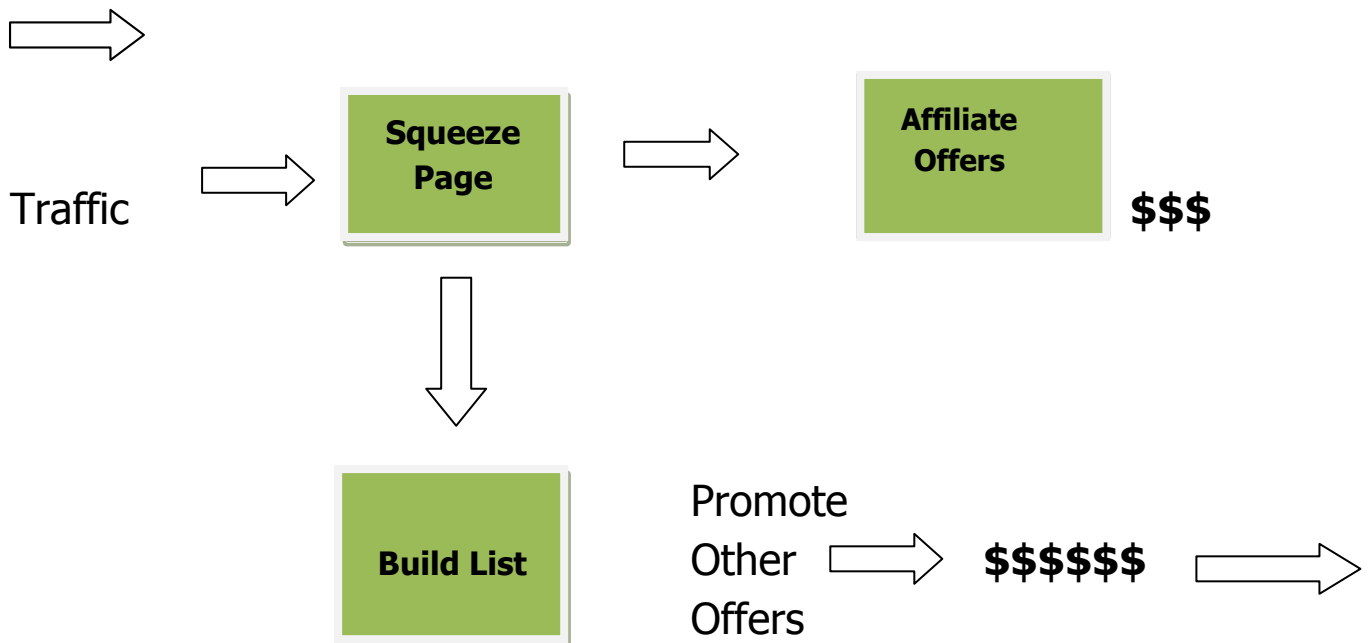 Squeeze
Page
Affiliate
Offers
Traffic
$$$
Build List
Promote
Other
Offers
$$$$$$